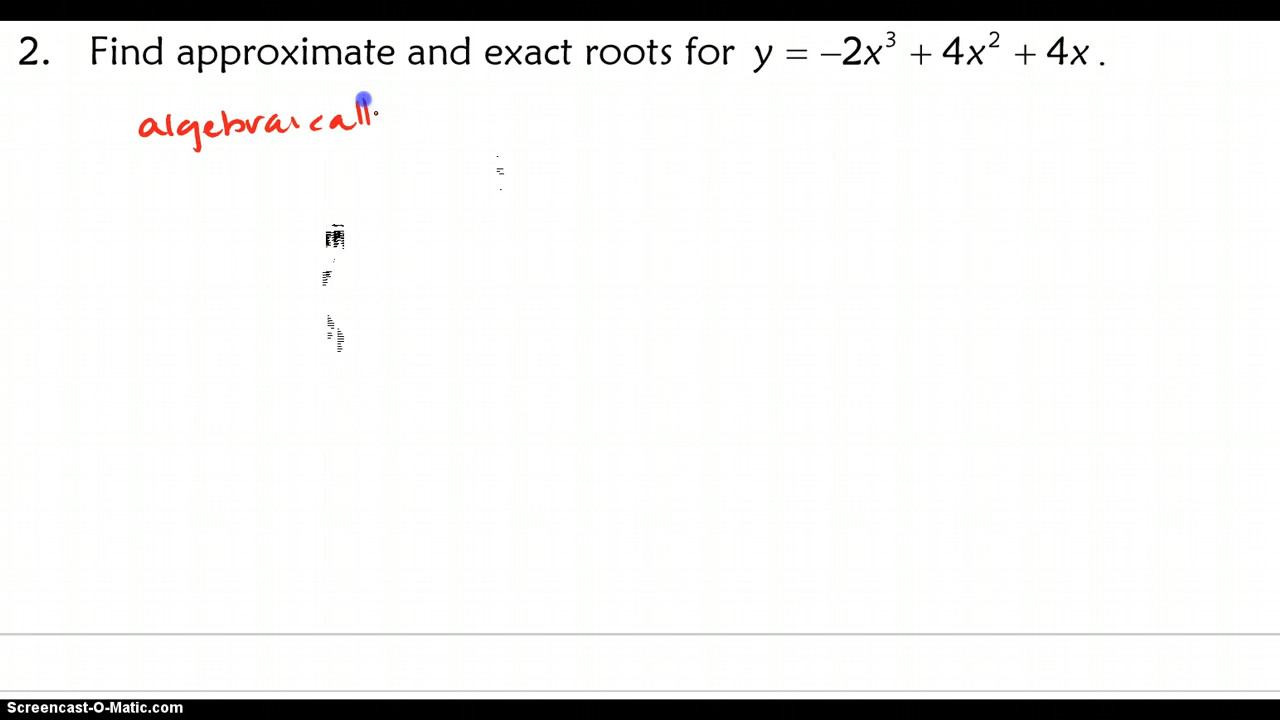 2. Find approximate and exact roots for y = −2x³ + 4x² + 4x .
algebraicall
Screencast-O-Matic.com